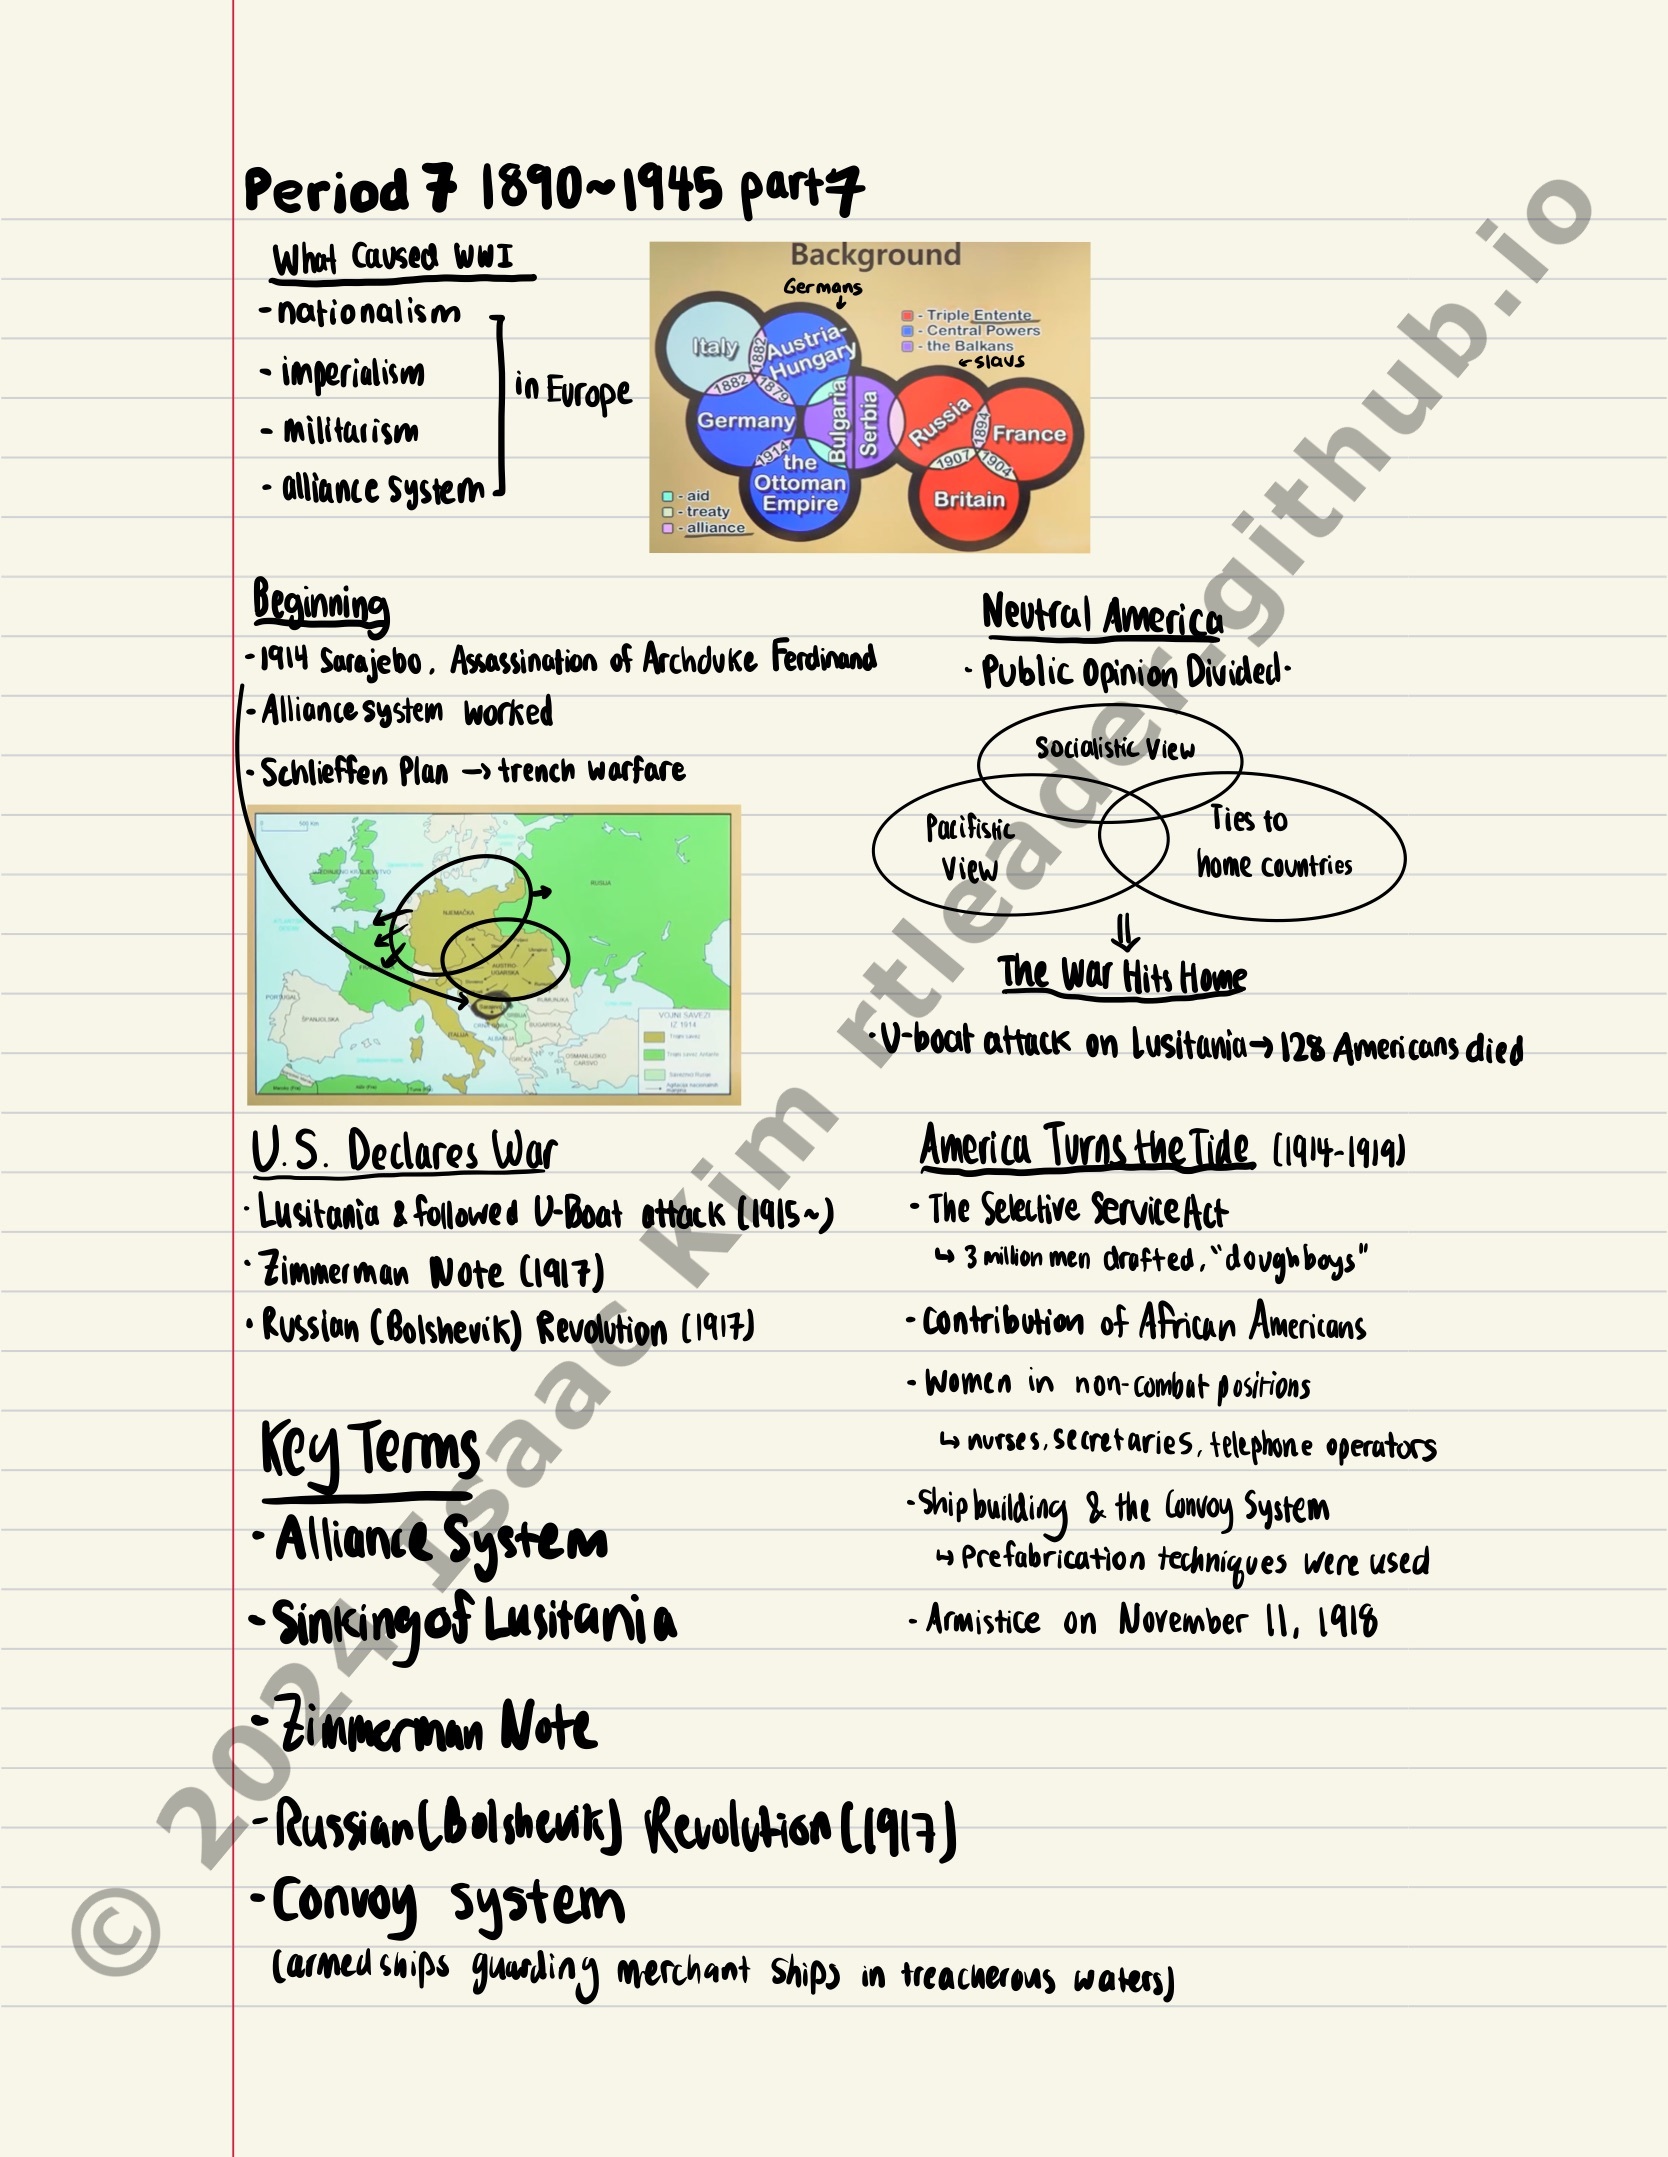 Period 7 1890~1945 part7
What Caused WWI
- nationalism
- imperialism
- militarism
- alliance system
in Europe
Background
Germans
- Triple Entente
- Central Powers
- the Balkans
←slavs
Italy
Austria-
Hungary
1882
1882
1879
Germany
Bulgaria
Serbia
Russia
France
1894
1914
the
Ottoman
Empire
1907
1904
Britain
- aid
- treaty
- alliance
Beginning
-1914 Sarajebo. Assassination of Archduke Ferdinand
- Alliance system worked
- Schlieffen Plan → trench warfare
RUSIJA
NJEMAČKA
AUSTRO-
UGARSKA
PORTUGAL
ŠPANJOLSKA
ITALIJA
CRNA GORA
SRBIJA
ALBANIJA
RUMUNJSKA
BUGARSKA
GRČKA
OSMANLIJSKO
CARSTVO
VOJNI SAVEZI
IZ 1914
Neutral America
· Public Opinion Divided·
Socialistic View
Pacifistic
View
Ties to
home countries
⇓
The War Hits Home
·U-boat attack on Lusitania→128 Americans died
U.S. Declares War
· Lusitania & followed U-Boat attack (1915~)
· Zimmerman Note (1917)
· Russian (Bolshevik) Revolution (1917)
America Turns the Tide (1914-1919)
- The Selective Service Act
↳ 3 million men drafted, "doughboys"
- Contribution of African Americans
- Women in non-combat positions
↳ nurses, secretaries, telephone operators
- Ship building & the Convoy System
↳ Prefabrication techniques were used
- Armistice on November 11, 1918
Key Terms
- Alliance System
- Sinking of Lusitania
- Zimmerman Note
- Russian (Bolshevik) Revolution (1917)
- Convoy system
(armed ships guarding merchant ships in treacherous waters)
© 2024 Isaac Kim rtleader.github.io